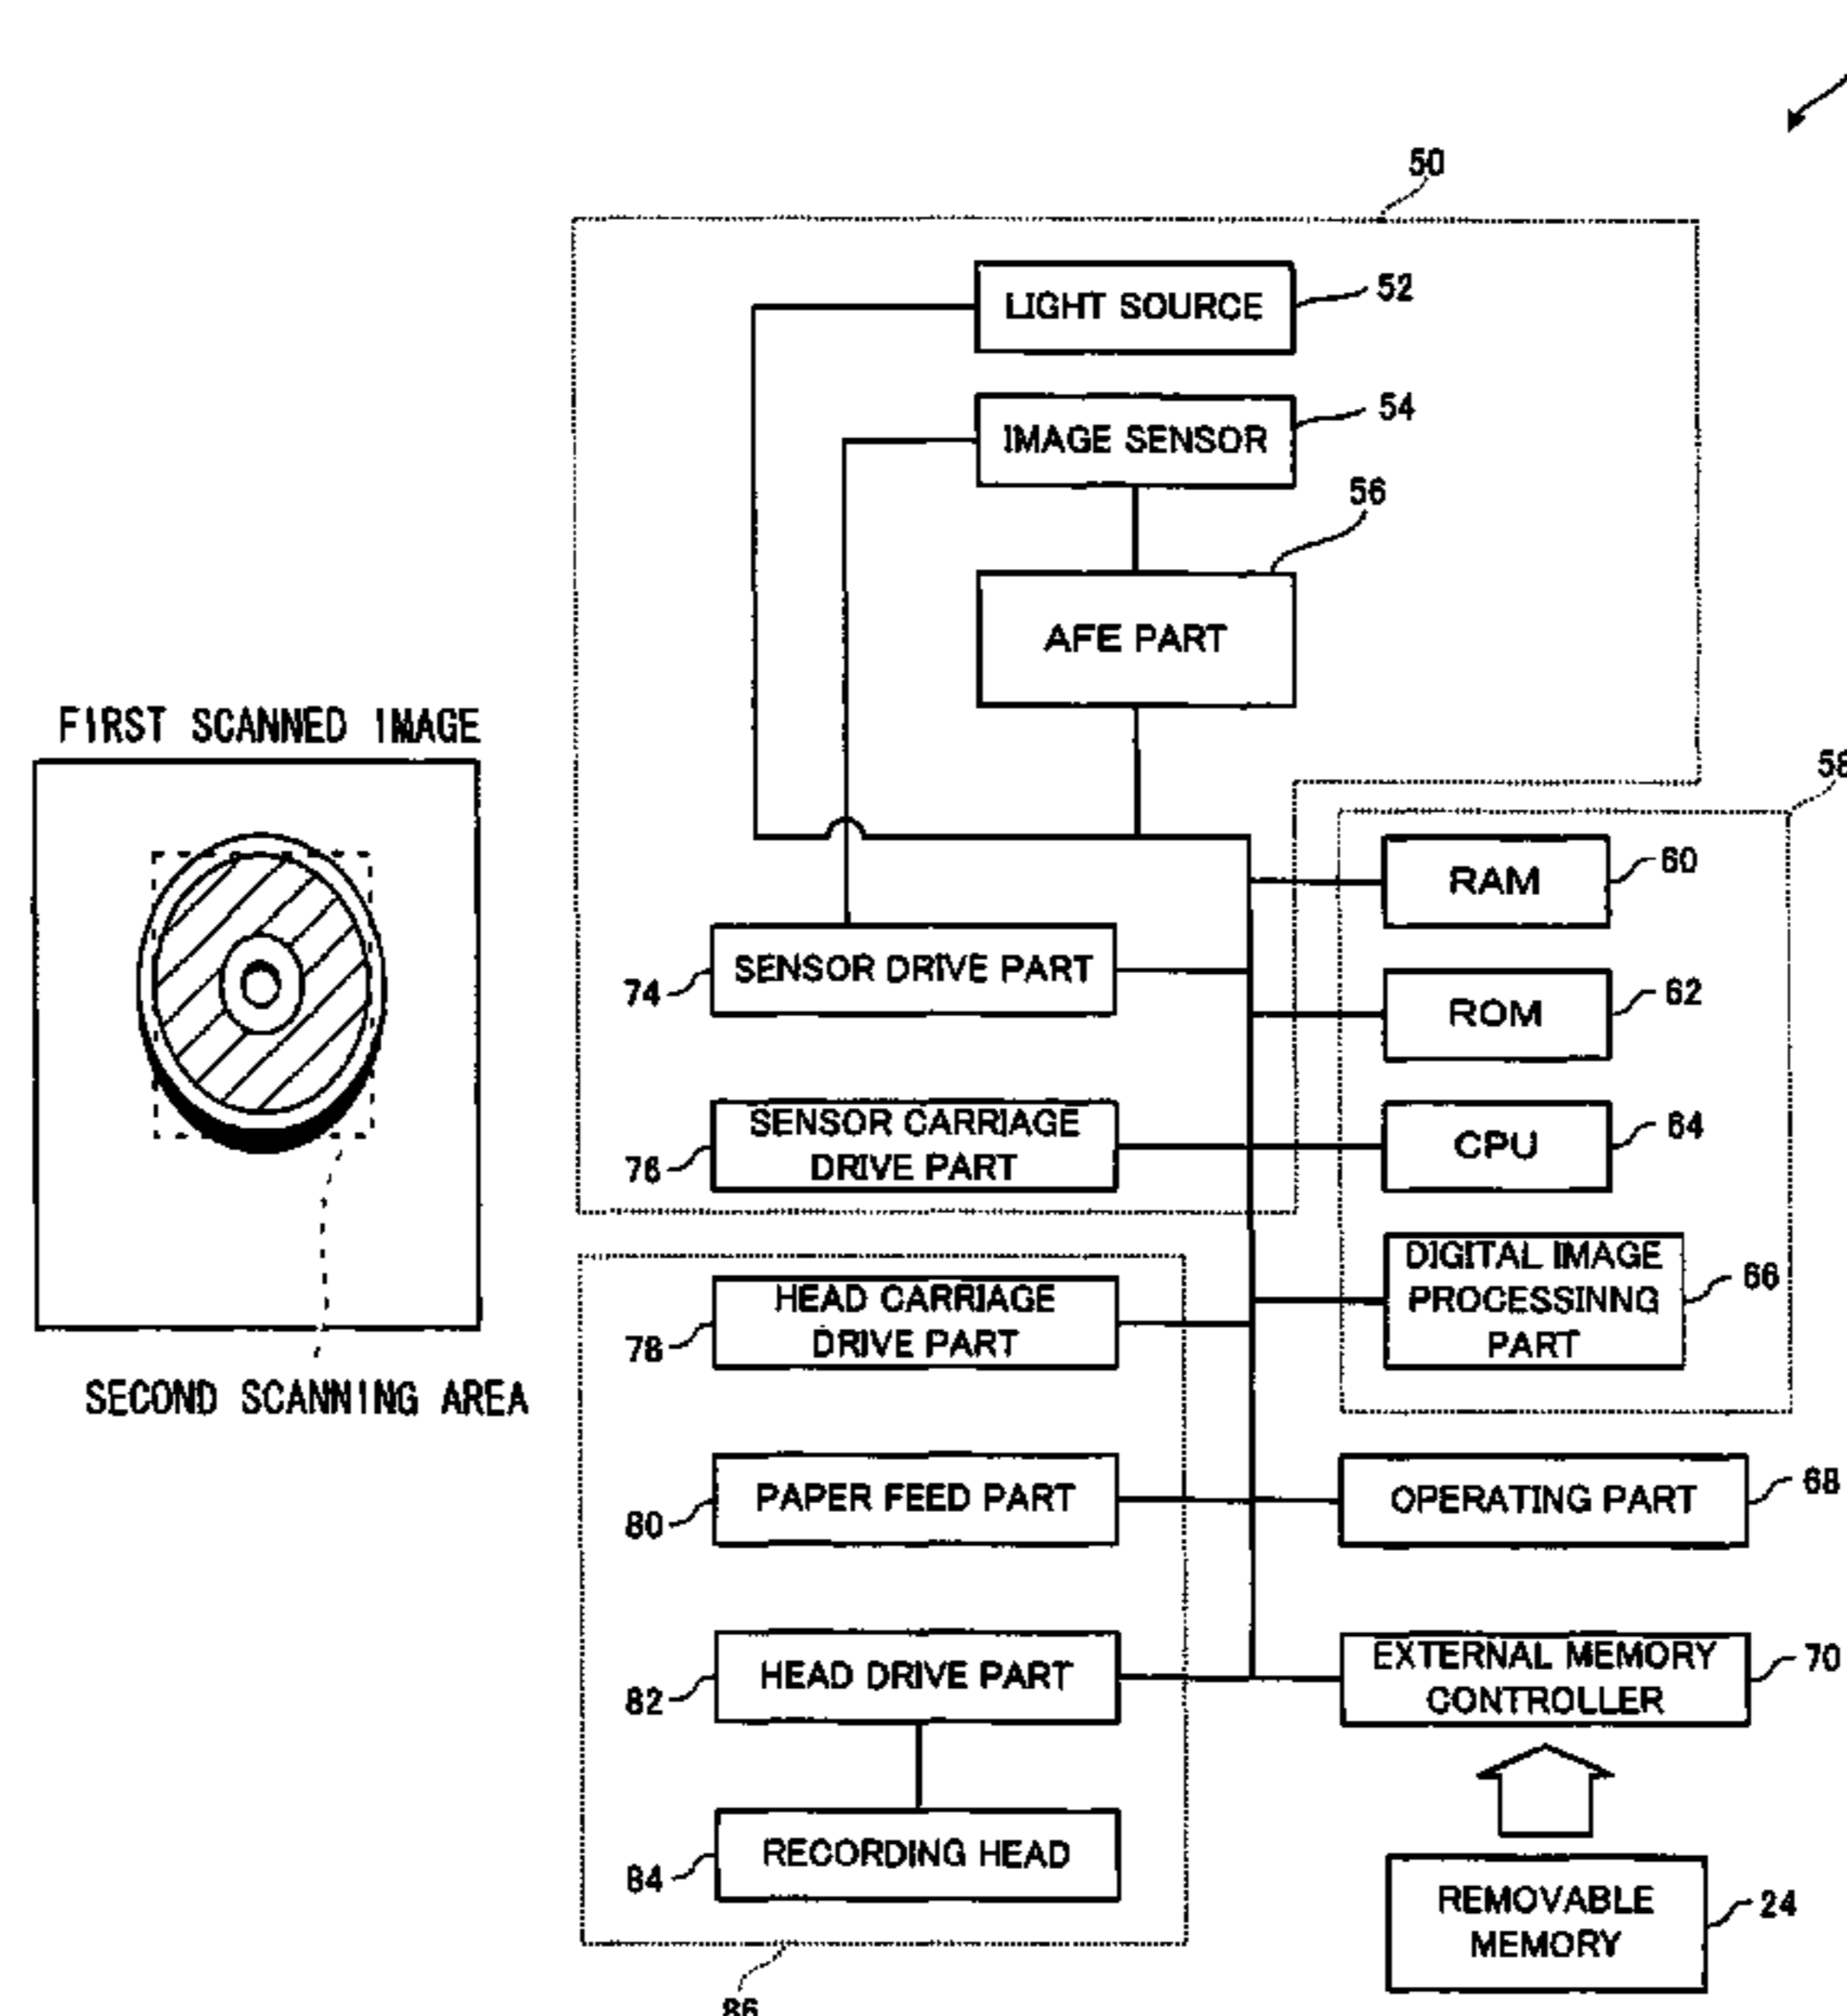 50
LIGHT SOURCE
52
IMAGE SENSOR
54
56
AFE PART
FIRST SCANNED IMAGE
SECOND SCANNING AREA
58
RAM
60
SENSOR DRIVE PART
74
ROM
62
SENSOR CARRIAGE
DRIVE PART
76
CPU
64
DIGITAL IMAGE
PROCESSINNG
PART
66
HEAD CARRIAGE
DRIVE PART
78
PAPER FEED PART
80
OPERATING PART
68
HEAD DRIVE PART
82
EXTERNAL MEMORY
CONTROLLER
70
RECORDING HEAD
84
REMOVABLE
MEMORY
24
86